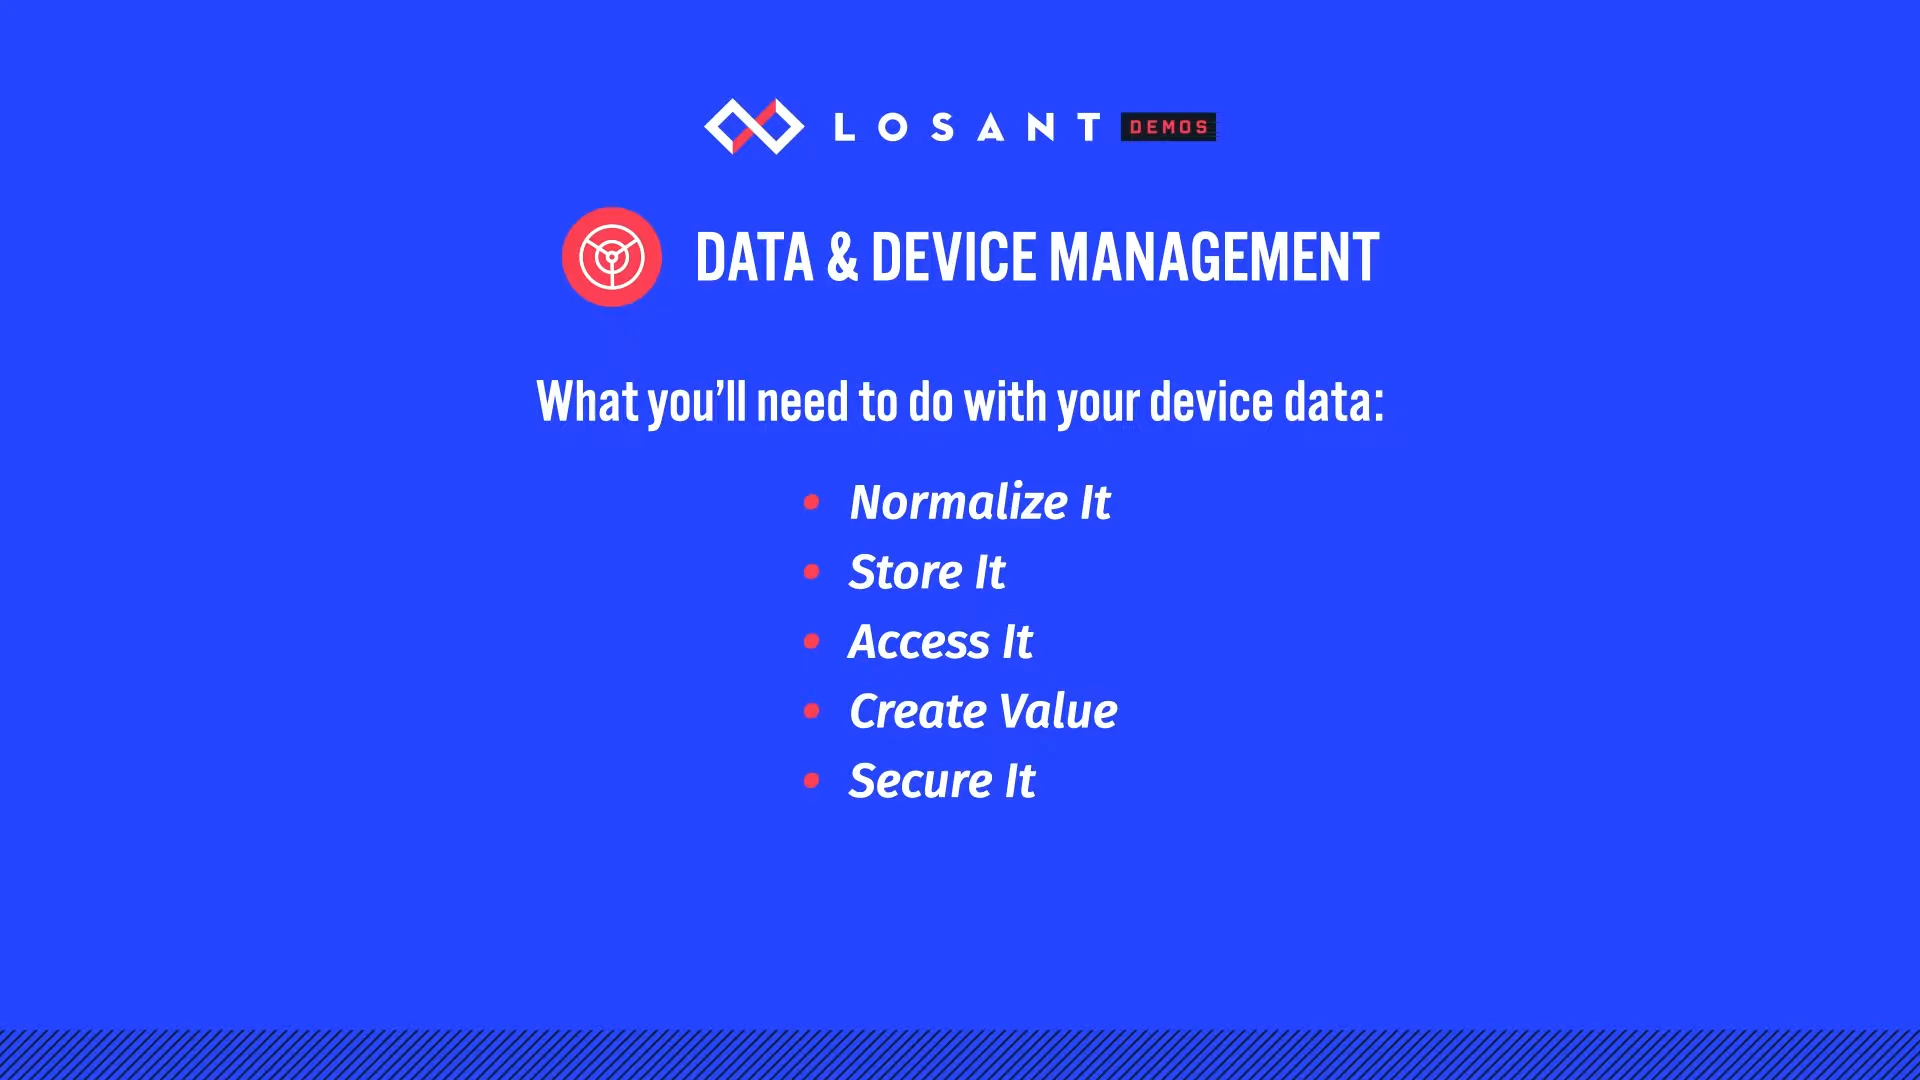 LOSANT DEMOS
DATA & DEVICE MANAGEMENT
What you’ll need to do with your device data:
• Normalize It
• Store It
• Access It
• Create Value
• Secure It